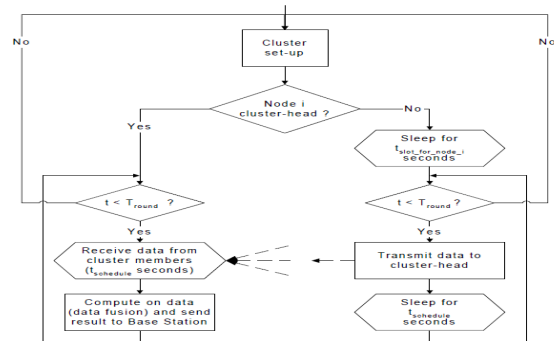 No
No
Cluster
set-up
Node i
cluster-head ?
Yes
No
Sleep for
tslot_for_node_i
seconds
t < Tround ?
t < Tround ?
Yes
Yes
Receive data from
cluster members
(tschedule seconds)
Transmit data to
cluster-head
Compute on data
(data fusion) and send
result to Base Station
Sleep for
tschedule
seconds